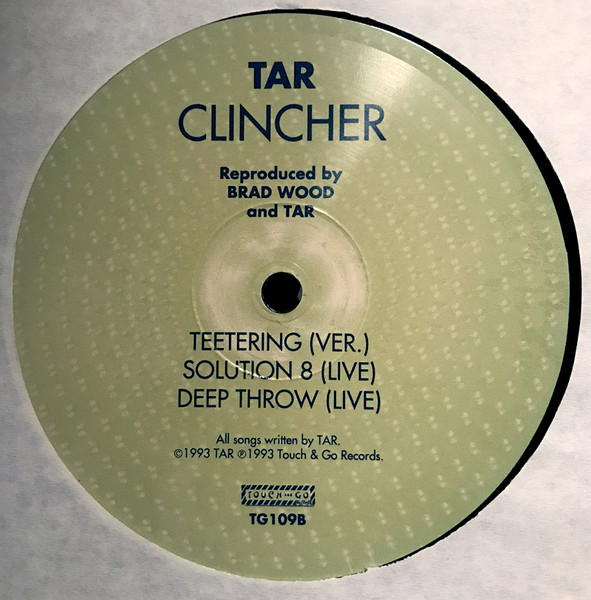 TAR
CLINCHER
Reproduced by
BRAD WOOD
and TAR
TEETERING (VER.)
SOLUTION 8 (LIVE)
DEEP THROW (LIVE)
All songs written by TAR.
©1993 TAR ℗1993 Touch & Go Records.
TOUCH AND GO
TG109B